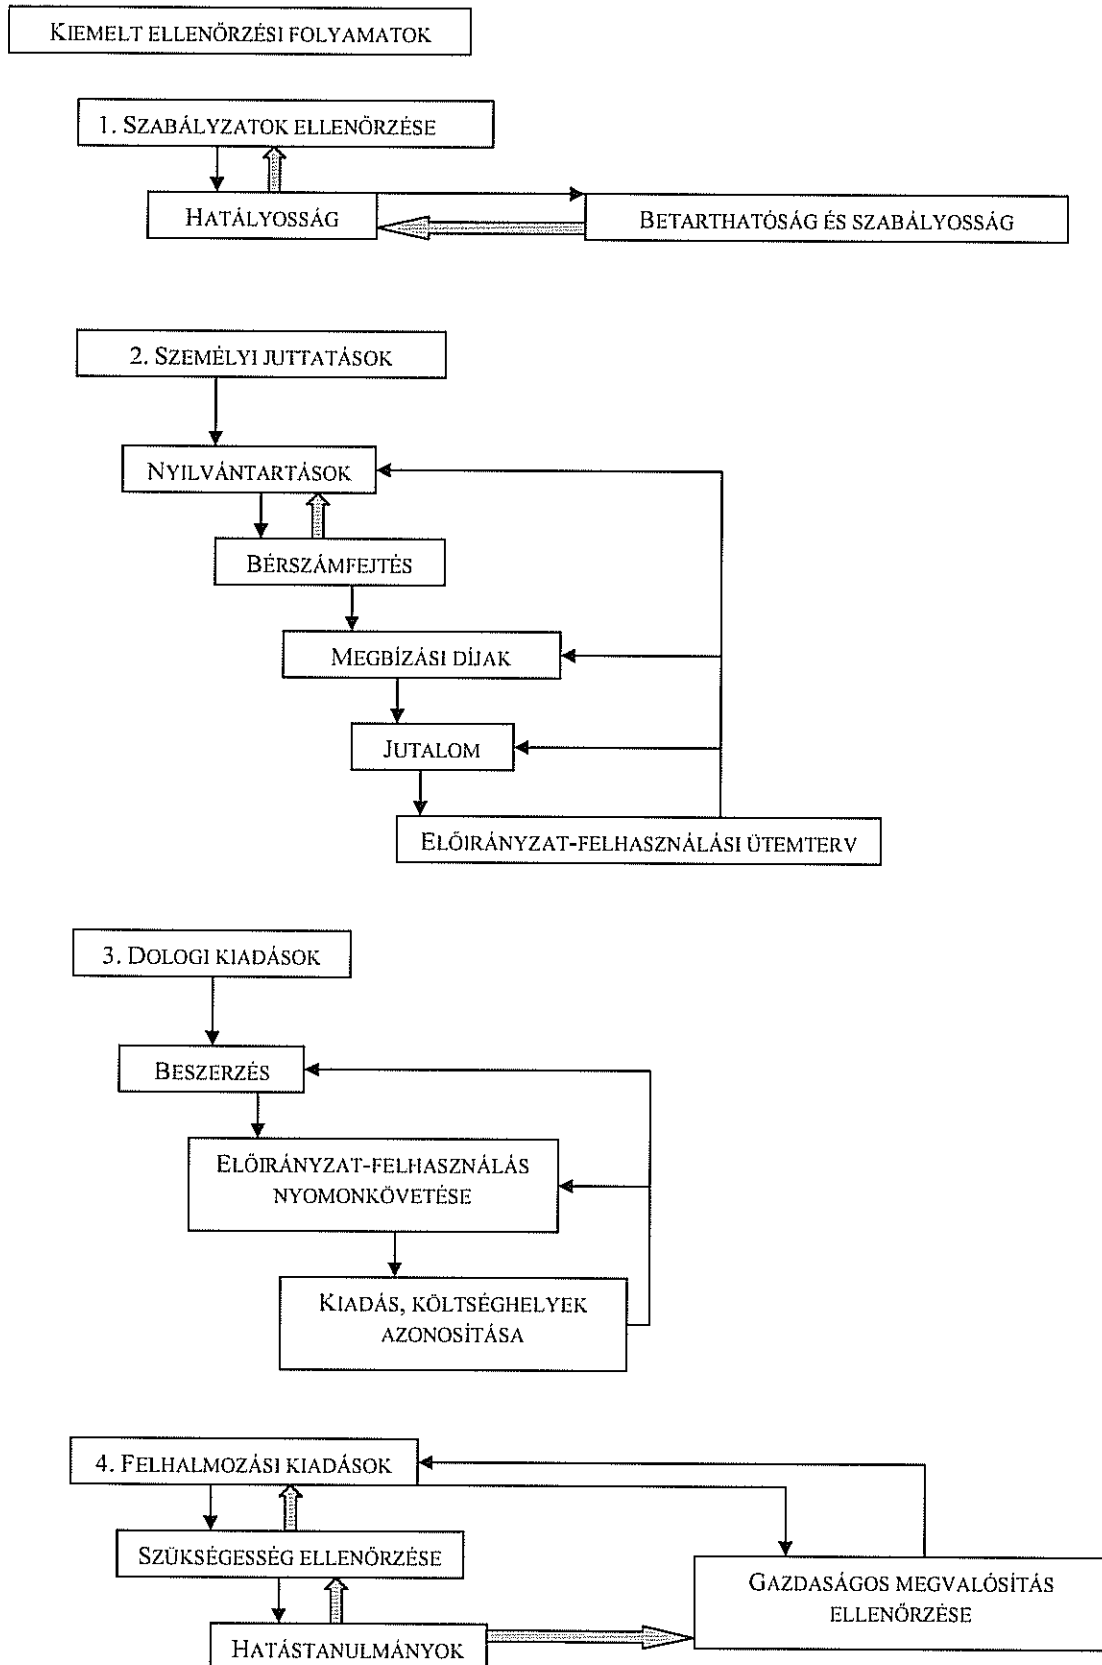 KIEMELT ELLENŐRZÉSI FOLYAMATOK
1. SZABÁLYZATOK ELLENŐRZÉSE
HATÁLYOSSÁG
BETARTHATÓSÁG ÉS SZABÁLYOSSÁG
2. SZEMÉLYI JUTTATÁSOK
NYILVÁNTARTÁSOK
BÉRSZÁMFEJTÉS
MEGBÍZÁSI DÍJAK
JUTALOM
ELŐIRÁNYZAT-FELHASZNÁLÁSI ÜTEMTERV
3. DOLOGI KIADÁSOK
BESZERZÉS
ELŐIRÁNYZAT-FELHASZNÁLÁS
NYOMONKÖVETÉSE
KIADÁS, KÖLTSÉGHELYEK
AZONOSÍTÁSA
4. FELHALMOZÁSI KIADÁSOK
SZÜKSÉGESSÉG ELLENŐRZÉSE
GAZDASÁGOS MEGVALÓSÍTÁS
ELLENŐRZÉSE
HATÁSTANULMÁNYOK